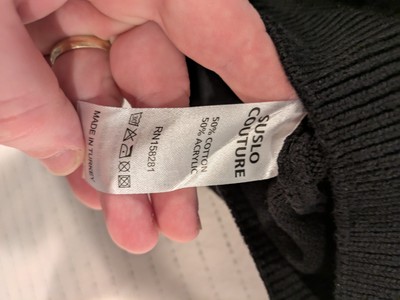 SUSLO
COUTURE
50% COTTON
50% ACRYLIC
RN158281
MADE IN TURKEY